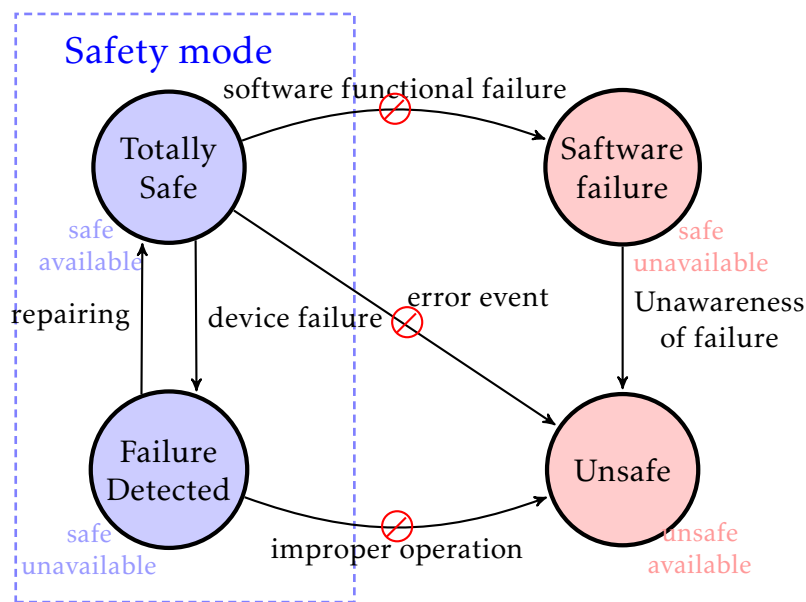 Safety mode
software functional failure
Totally
Safe
Saftware
failure
safe
available
safe
unavailable
repairing
device failure
error event
Unawareness
of failure
Failure
Detected
Unsafe
safe
unavailable
improper operation
unsafe
available